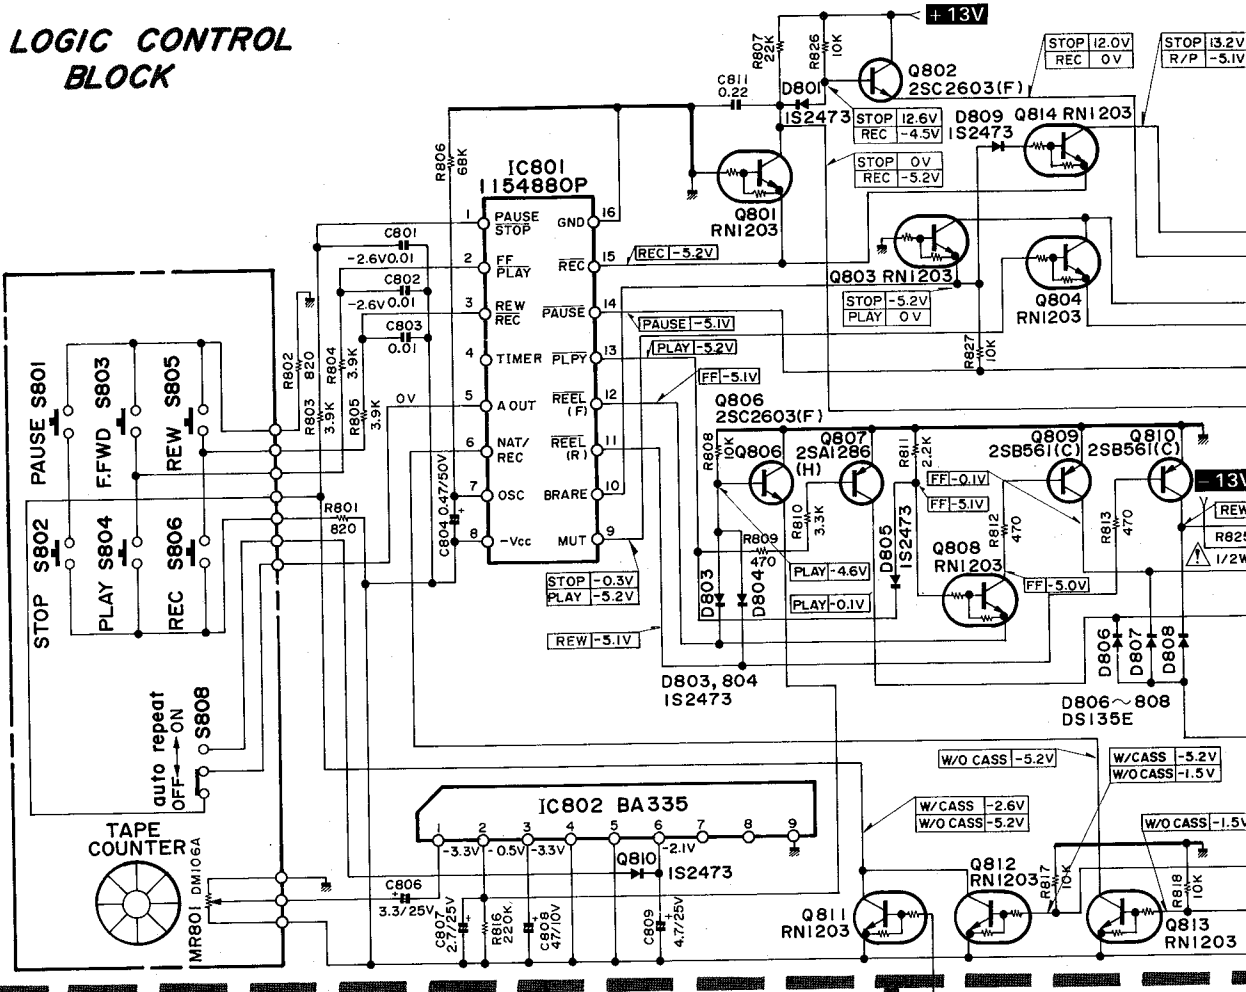 LOGIC CONTROL
BLOCK
+13V
R807
22K
R826
10K
Q802
2SC2603(F)
STOP 12.0V
REC 0V
STOP 13.2V
R/P -5.1V
C811
0.22
D801
1S2473
STOP 12.6V
REC -4.5V
D809
1S2473
Q814 RN1203
STOP 0V
REC -5.2V
R806
68K
IC801
1154880P
Q801
RN1203
1
PAUSE
STOP
GND
16
C801
-2.6V 0.01
2
FF
PLAY
REC
15
REC -5.2V
C802
-2.6V 0.01
3
REW
REC
PAUSE
14
PAUSE -5.1V
C803
0.01
4
TIMER
PLPY
13
PLAY -5.2V
5
A OUT
REEL
(F)
12
FF -5.1V
0V
6
NAT/
REC
REEL
(R)
11
7
OSC
BRARE
10
8
-Vcc
MUT
9
C804 0.47/50V
+
Q803 RN1203
STOP -5.2V
PLAY 0V
Q804
RN1203
R827
10K
PAUSE S801
F.FWD S803
REW S805
STOP S802
PLAY S804
REC S806
R802
820
R803
3.9K
R804
3.9K
R805
3.9K
R801
820
Q806
2SC2603(F)
R808
10K
Q806
Q807
2SA1286
(H)
R811
2.2K
Q809
2SB561(C)
Q810
2SB561(C)
-13V
FF -0.1V
FF -5.1V
REW
R825
1/2W
R810
3.3K
R809
470
D805
1S2473
R812
470
R813
470
Q808
RN1203
FF -5.0V
STOP -0.3V
PLAY -5.2V
PLAY -4.6V
PLAY -0.1V
D803
D804
REW -5.1V
D803, 804
1S2473
D806
D807
D808
D806~808
DS135E
auto repeat
OFF
ON
S808
W/O CASS -5.2V
W/CASS -5.2V
W/O CASS -1.5V
W/CASS -2.6V
W/O CASS -5.2V
W/O CASS -1.5V
IC802 BA335
1
2
3
4
5
6
7
8
9
-3.3V
-0.5V
-3.3V
-2.1V
Q810
1S2473
TAPE
COUNTER
MR801 DM106A
C806
+
3.3/25V
C807
2.7/25V
+
R816
220K
C808
47/10V
+
C809
4.7/25V
+
Q811
RN1203
Q812
RN1203
R817
10K
R818
10K
Q813
RN1203